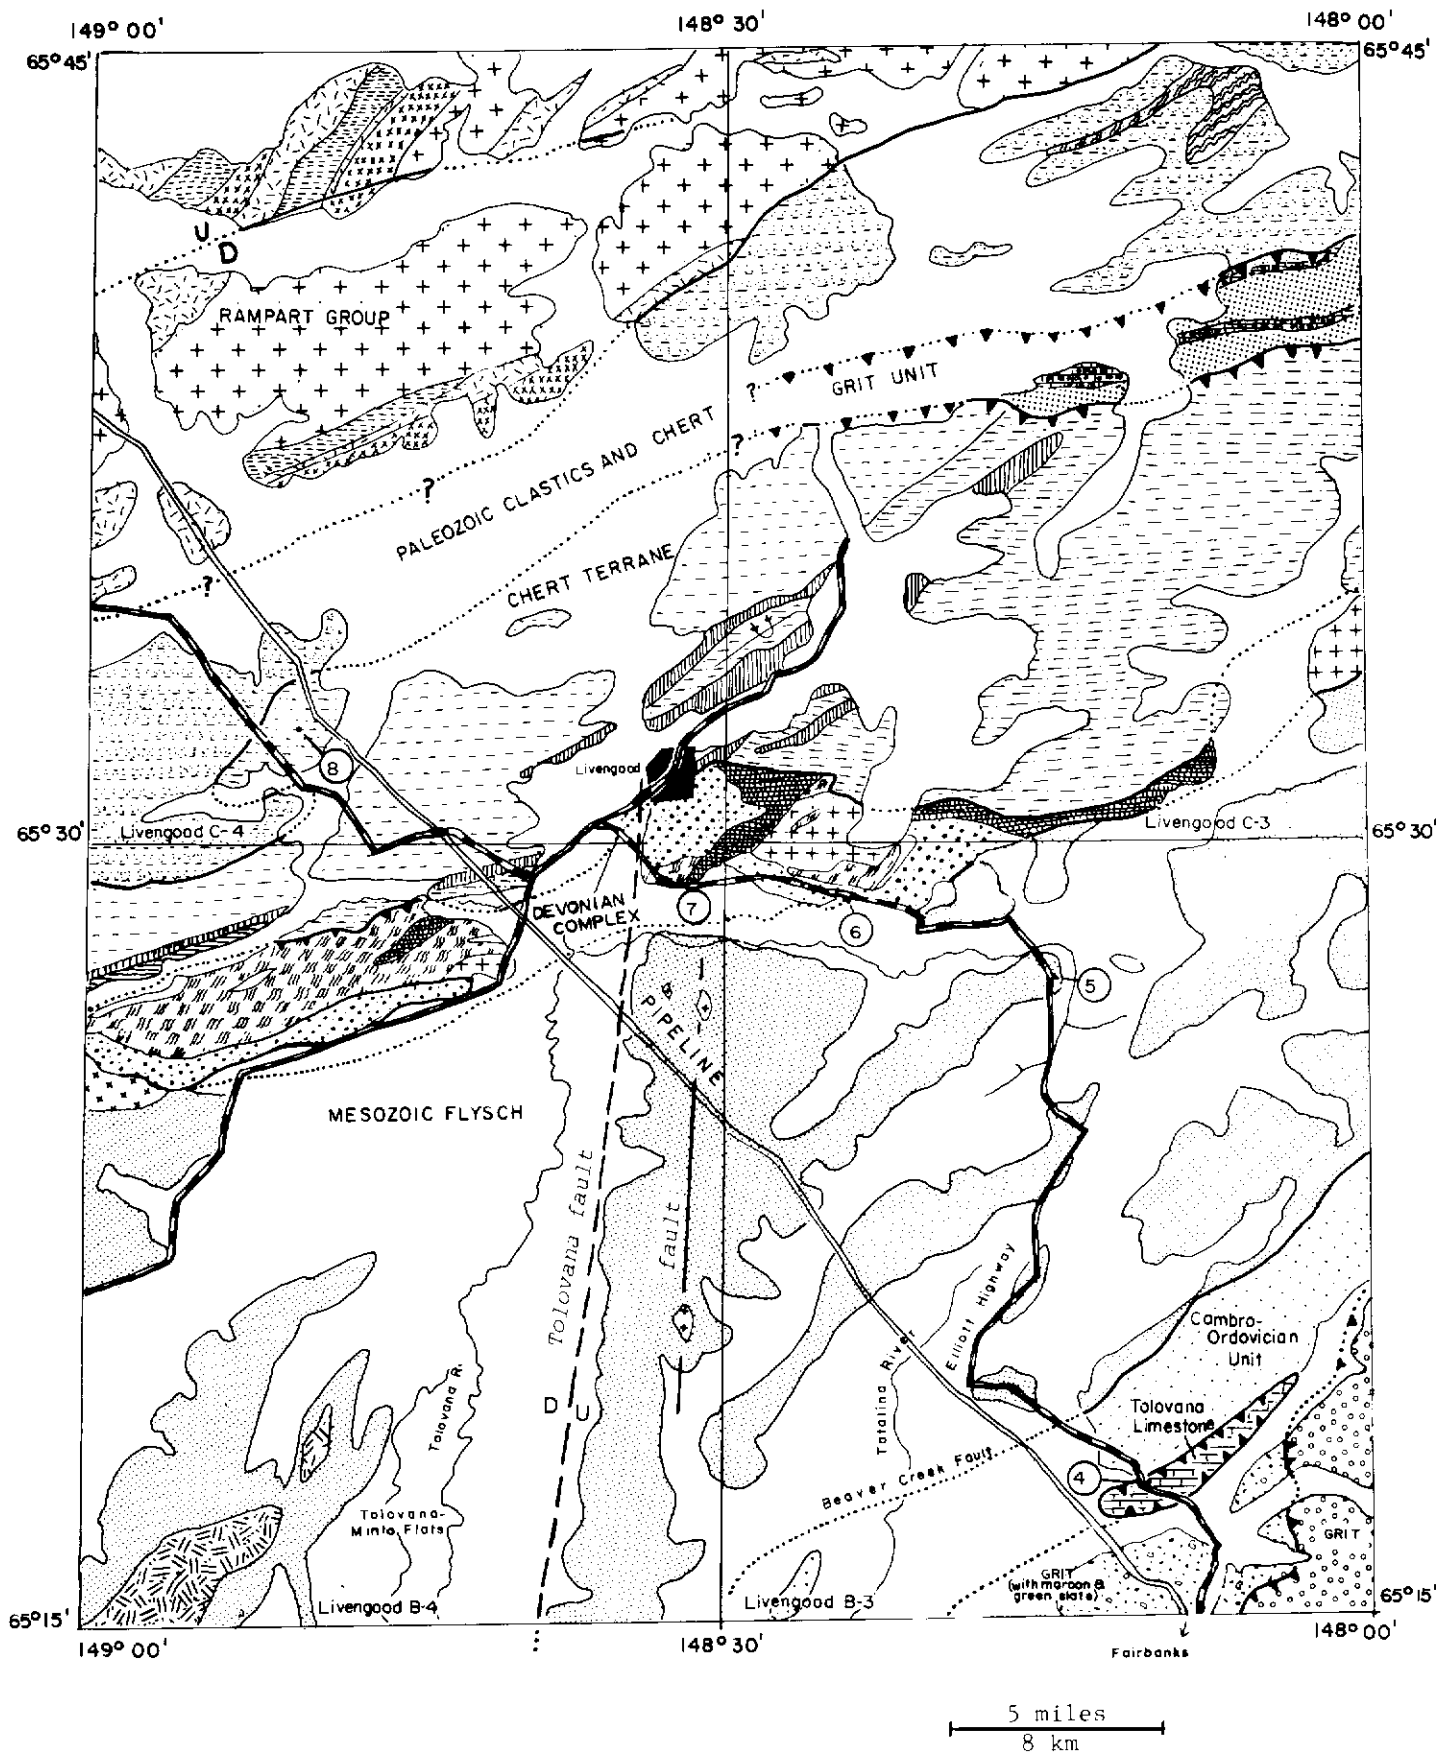 149° 00'
148° 30'
148° 00'
65° 45'
65° 45'
U
D
RAMPART GROUP
GRIT UNIT
?
?
?
?
PALEOZOIC CLASTICS AND CHERT
CHERT TERRANE
Livengood
8
Livengood C-4
Livengood C-3
65° 30'
65° 30'
DEVONIAN
COMPLEX
7
6
5
PIPELINE
MESOZOIC FLYSCH
Tolovana fault
fault
Elliott Highway
Cambro-
Ordovician
Unit
Tolovana
Limestone
Tolovana R.
D
U
Tatalina River
Beaver Creek Fault
4
Tolovana-
Minto Flats
GRIT
GRIT
(with maroon &
green slate)
Livengood B-4
Livengood B-3
65° 15'
65° 15'
149° 00'
148° 30'
148° 00'
Fairbanks
5 miles
8 km